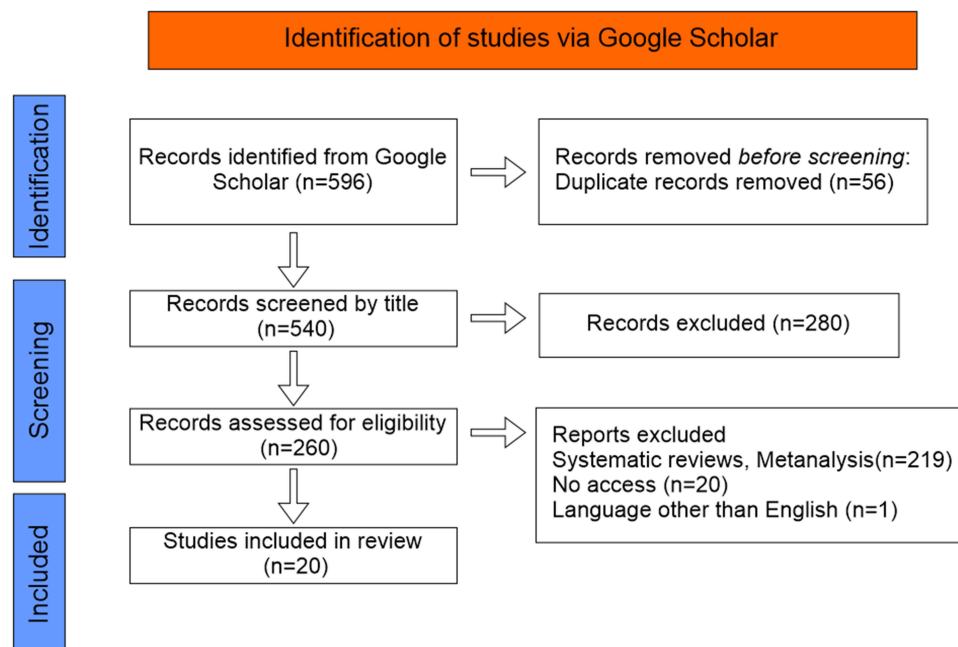 Identification of studies via Google Scholar
Identification
Records identified from Google
Scholar (n=596)
Records removed before screening:
Duplicate records removed (n=56)
Screening
Records screened by title
(n=540)
Records excluded (n=280)
Records assessed for eligibility
(n=260)
Reports excluded
Systematic reviews, Metanalysis(n=219)
No access (n=20)
Language other than English (n=1)
Included
Studies included in review
(n=20)